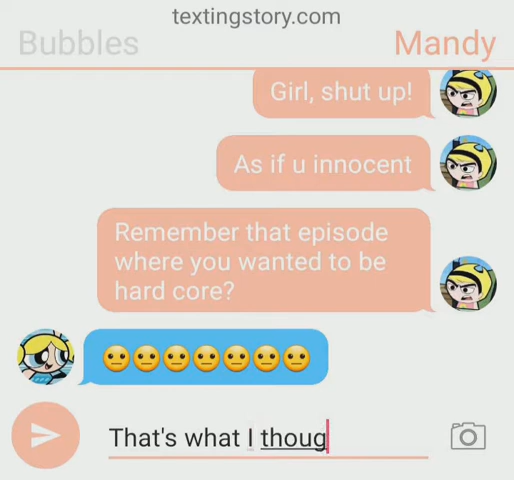 textingstory.com
Bubbles
Mandy
Girl, shut up!
As if u innocent
Remember that episode
where you wanted to be
hard core?
😐😐😐😐😐😐😐
That's what I thoug